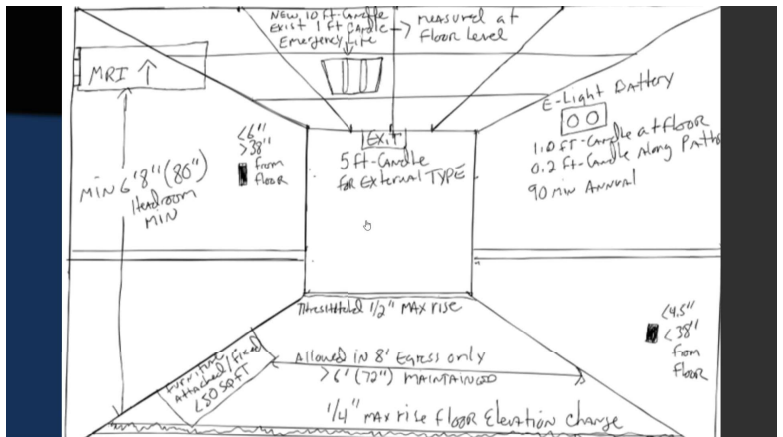 New 10 ft-Candle
Exist 1 ft Candle
Emergency Lite
Measured at
Floor Level
MRI ↑
E-Light Battery
1.0 Ft-Candle at Floor
0.2 Ft-Candle Along Path
90 Min Annual
EXIT
5 ft-Candle
for External TYPE
<6"
>38"
from
floor
MIN 6'8" (80")
Headroom
MIN
Threshhold 1/2" MAX rise
<4.5"
<38"
from
Floor
Furniture
Attached/Fixed
<50 SqFT
Allowed in 8' Egress only
>6' (72") MAINTAINED
1/4" MAX rise Floor Elevation Change